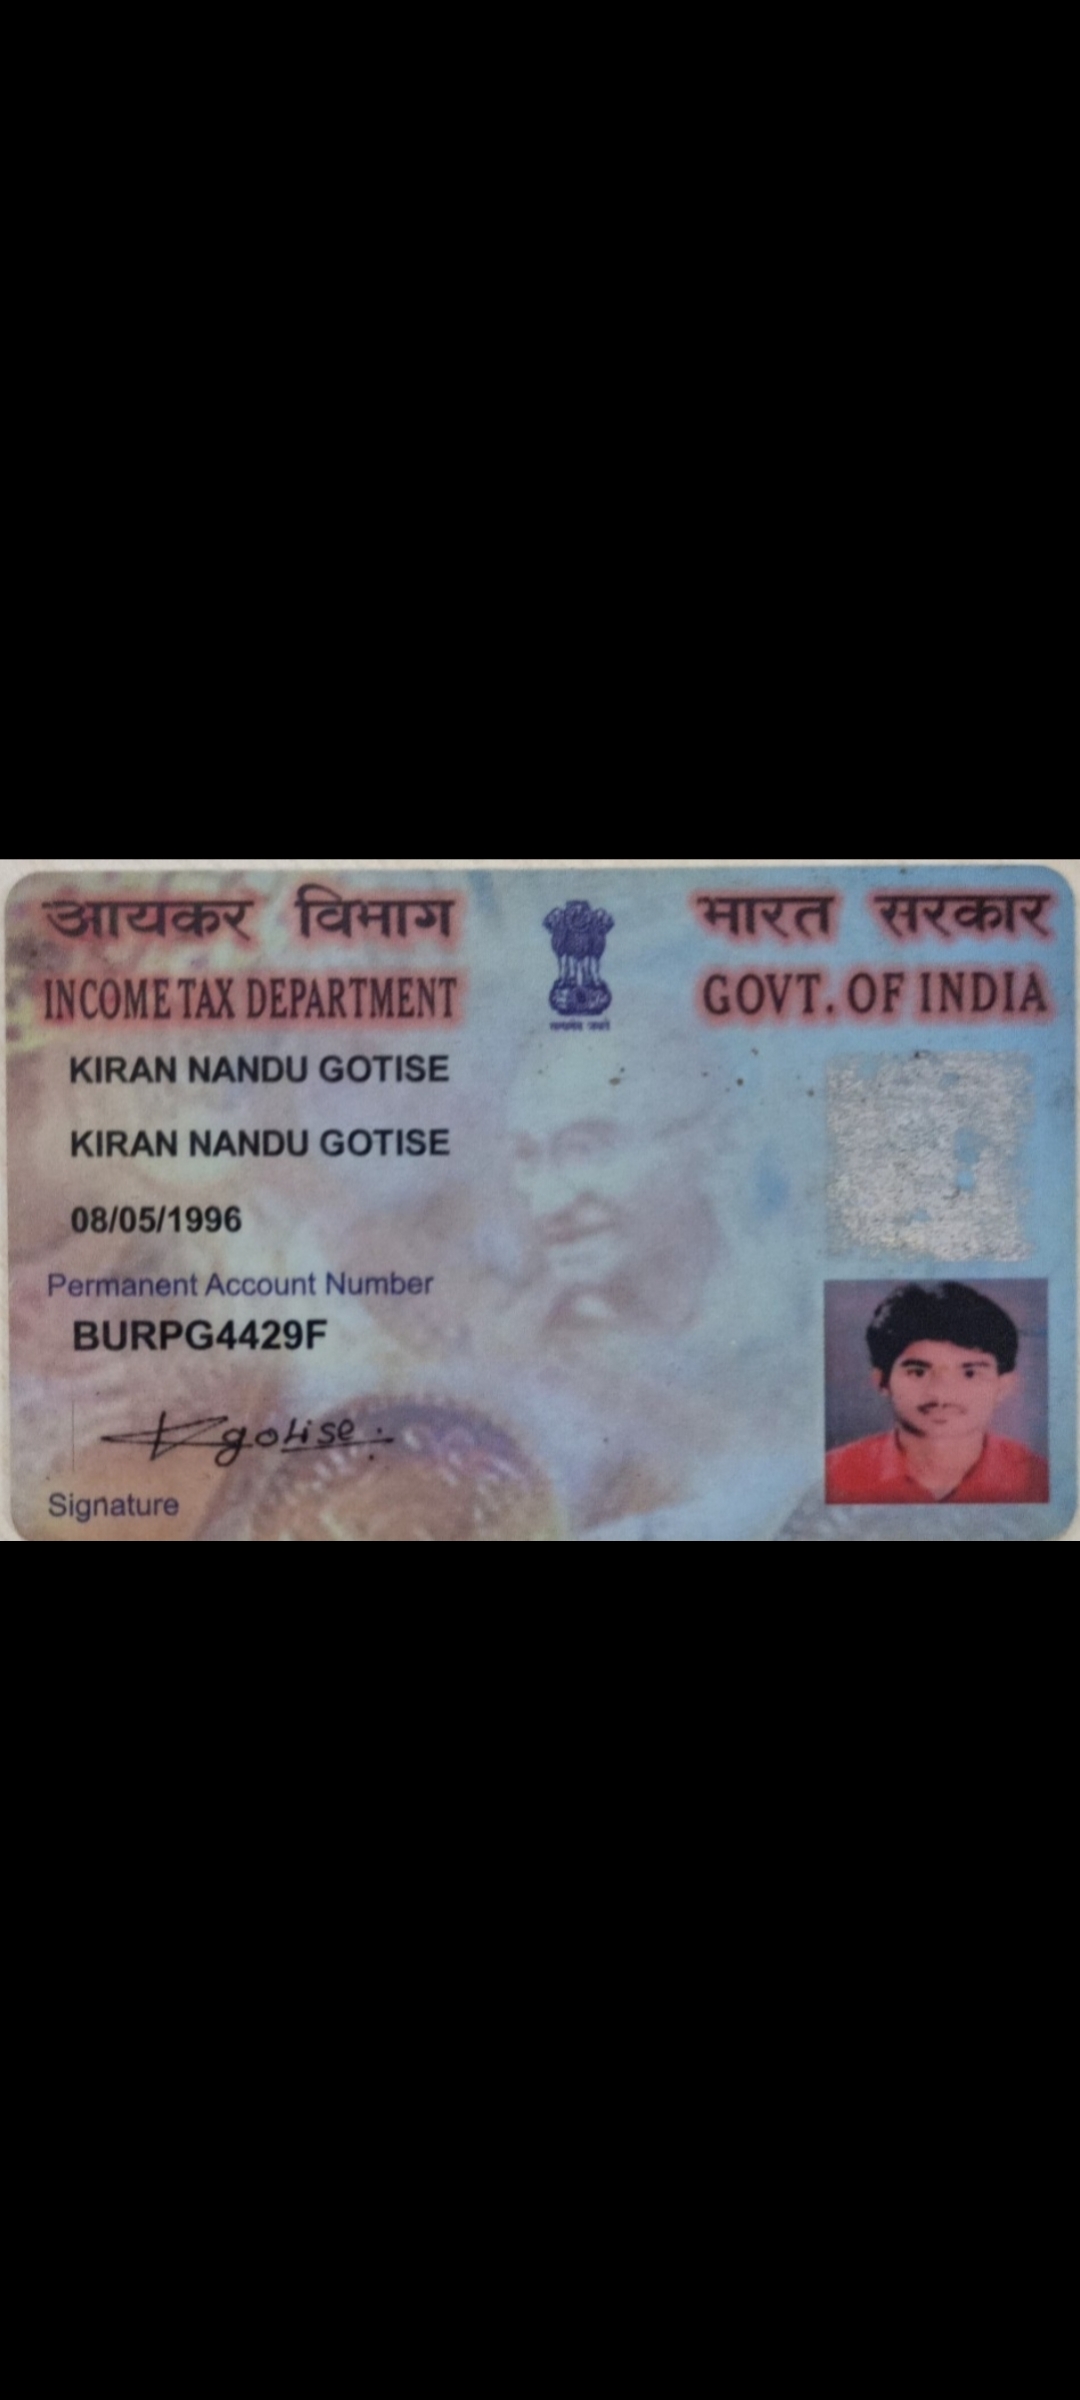 आयकर विभाग
INCOME TAX DEPARTMENT
भारत सरकार
GOVT. OF INDIA
सत्यमेव जयते
KIRAN NANDU GOTISE
KIRAN NANDU GOTISE
08/05/1996
Permanent Account Number
BURPG4429F
Kgotise.
Signature